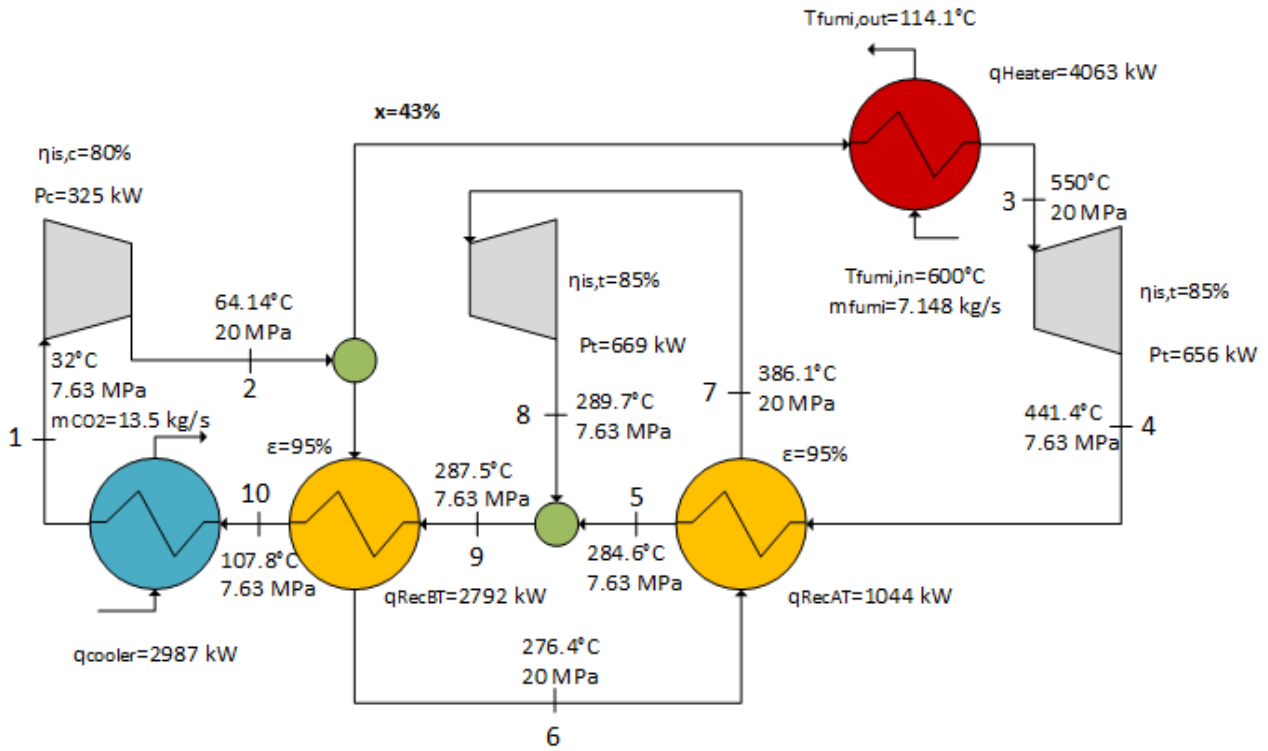 Tfumi,out=114.1°C
qHeater=4063 kW
x=43%
ηis,c=80%
Pc=325 kW
3
550°C
20 MPa
Tfumi,in=600°C
mfumi=7.148 kg/s
ηis,t=85%
ηis,t=85%
64.14°C
20 MPa
Pt=669 kW
Pt=656 kW
32°C
7.63 MPa
mCO2=13.5 kg/s
2
7
386.1°C
20 MPa
8
289.7°C
7.63 MPa
441.4°C
7.63 MPa
4
1
ε=95%
ε=95%
287.5°C
7.63 MPa
10
5
9
107.8°C
7.63 MPa
284.6°C
7.63 MPa
qRecBT=2792 kW
qRecAT=1044 kW
qcooler=2987 kW
276.4°C
20 MPa
6